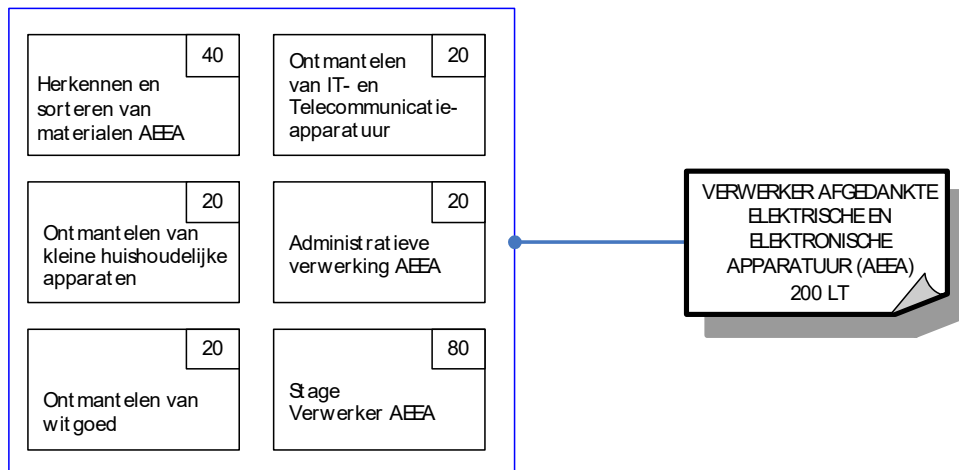 40
Herkennen en
sorteren van
materialen AEEA
20
Ontmantelen
van IT- en
Telecommunicatie-
apparatuur
20
Ontmantelen van
kleine huishoudelijke
apparaten
20
Administratieve
verwerking AEEA
20
Ontmantelen van
witgoed
80
Stage
Verwerker AEEA
VERWERKER AFGEDANKTE
ELEKTRISCHE EN
ELEKTRONISCHE
APPARATUUR (AEEA)
200 LT